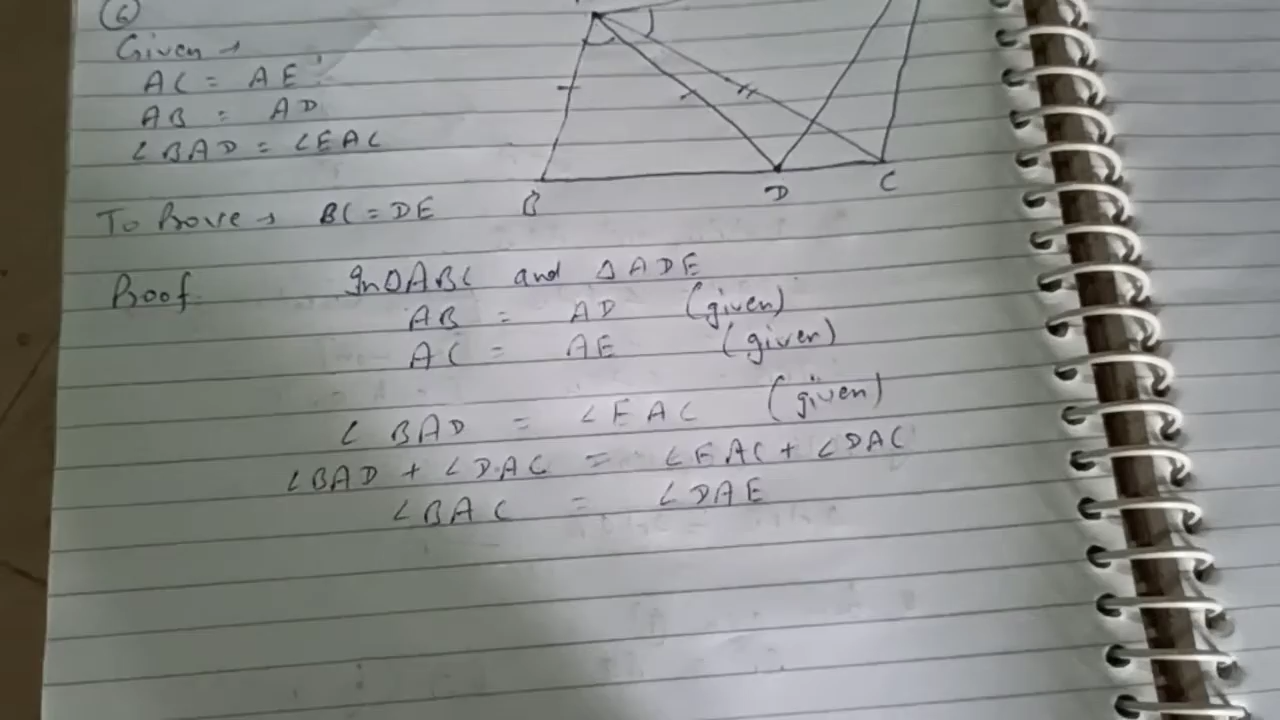 6
Given →
AC = AE
AB = AD
∠BAD = ∠EAC
B
D
C
To Prove → BC = DE
Proof. In ΔABC and ΔADE
AB = AD (given)
AC = AE (given)
∠BAD = ∠EAC (given)
∠BAD + ∠DAC = ∠EAC + ∠DAC
∠BAC = ∠DAE